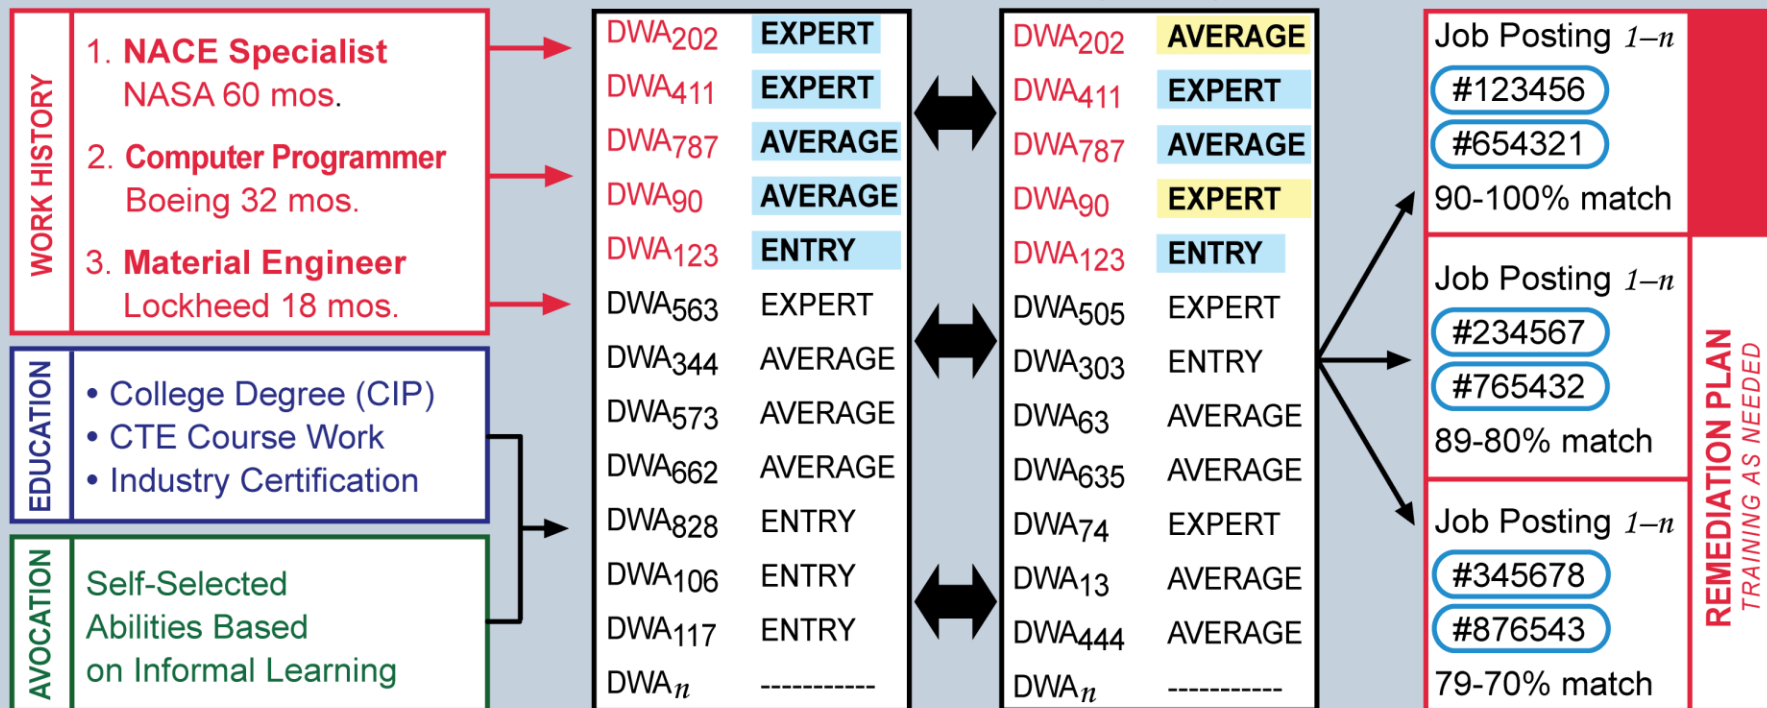 WORK HISTORY
1. NACE Specialist
NASA 60 mos.
2. Computer Programmer
Boeing 32 mos.
3. Material Engineer
Lockheed 18 mos.
EDUCATION
• College Degree (CIP)
• CTE Course Work
• Industry Certification
AVOCATION
Self-Selected
Abilities Based
on Informal Learning
DWA202 EXPERT
DWA411 EXPERT
DWA787 AVERAGE
DWA90 AVERAGE
DWA123 ENTRY
DWA563 EXPERT
DWA344 AVERAGE
DWA573 AVERAGE
DWA662 AVERAGE
DWA828 ENTRY
DWA106 ENTRY
DWA117 ENTRY
DWAn -----------
DWA202 AVERAGE
DWA411 EXPERT
DWA787 AVERAGE
DWA90 EXPERT
DWA123 ENTRY
DWA505 EXPERT
DWA303 ENTRY
DWA63 AVERAGE
DWA635 AVERAGE
DWA74 EXPERT
DWA13 AVERAGE
DWA444 AVERAGE
DWAn -----------
Job Posting 1–n
#123456
#654321
90-100% match
Job Posting 1–n
#234567
#765432
89-80% match
Job Posting 1–n
#345678
#876543
79-70% match
REMEDIATION PLAN
TRAINING AS NEEDED